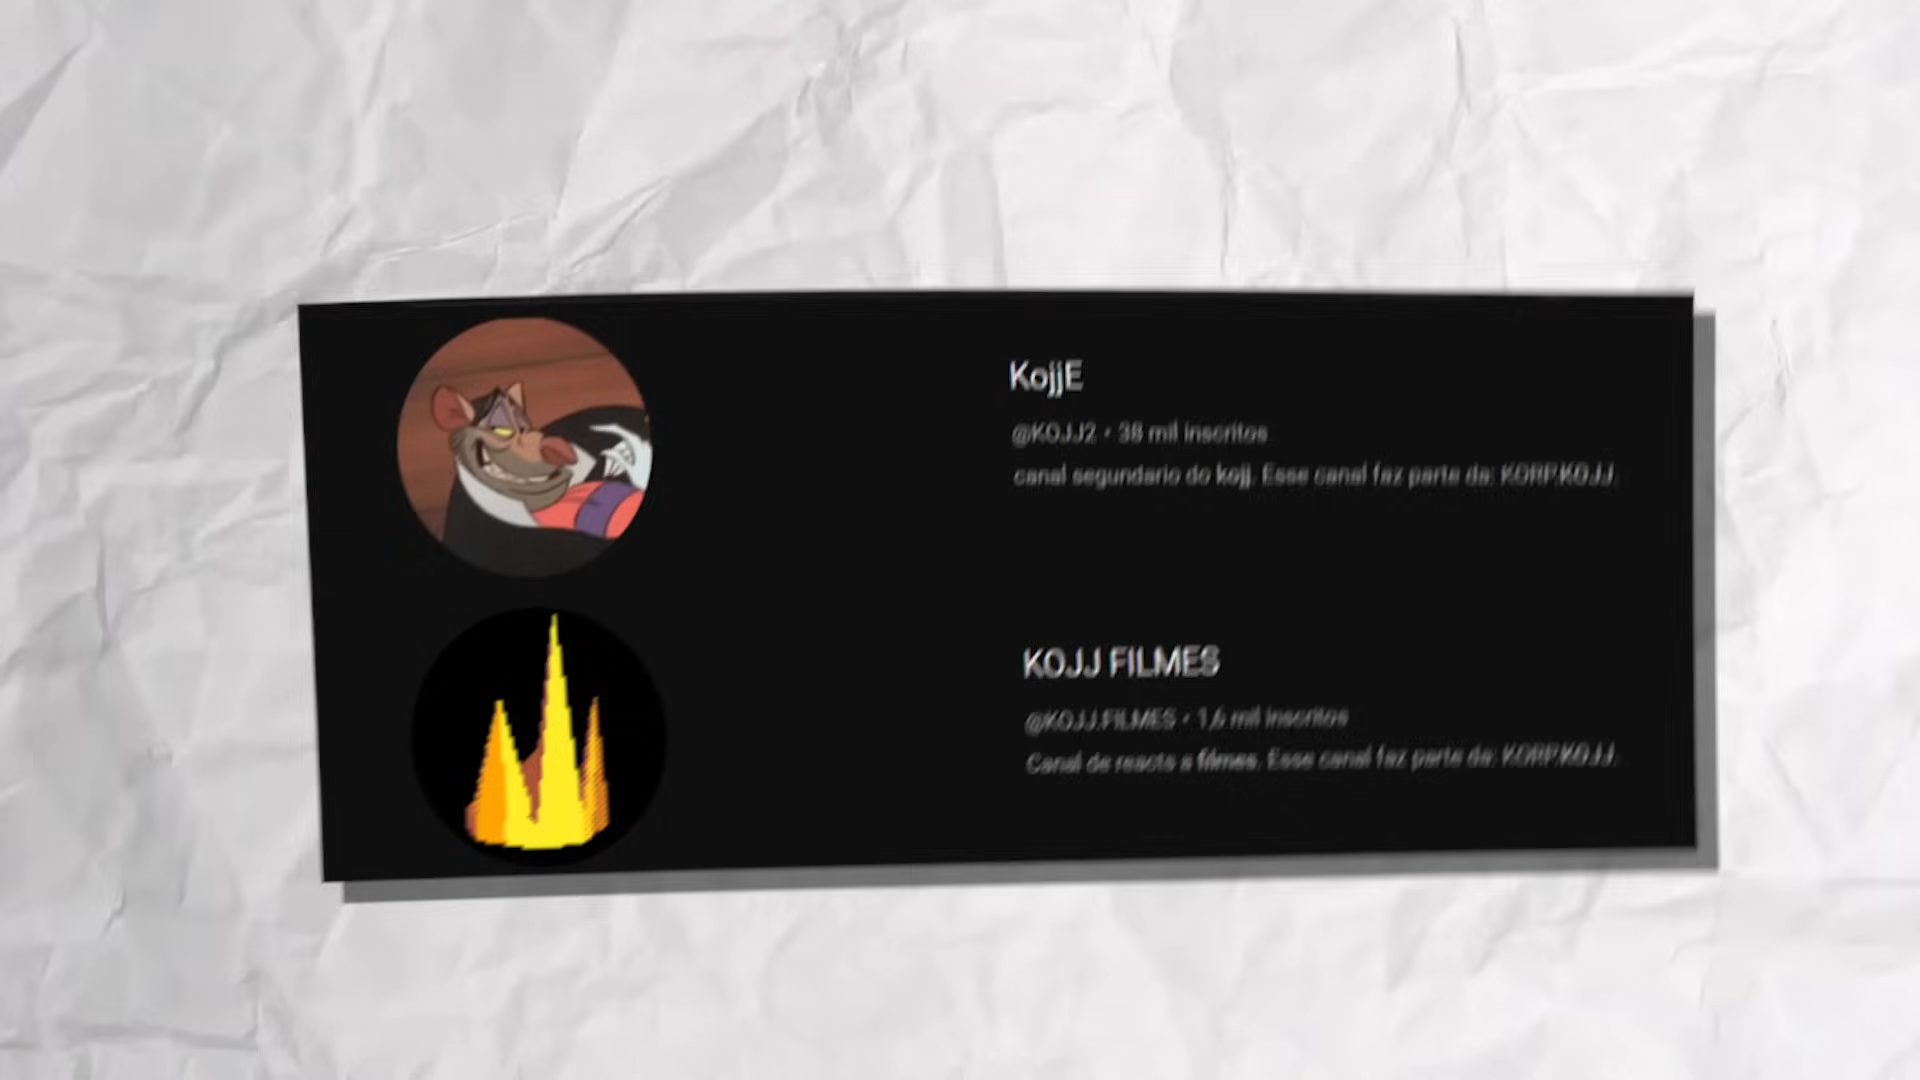 KojjE
@KOJJ2 • 38 mil inscritos
canal segundario do kojj. Esse canal faz parte da: KORP.KOJJ.
KOJJ FILMES
@KOJJ.FILMES • 1,6 mil inscritos
Canal de reacts a filmes. Esse canal faz parte da: KORP.KOJJ.